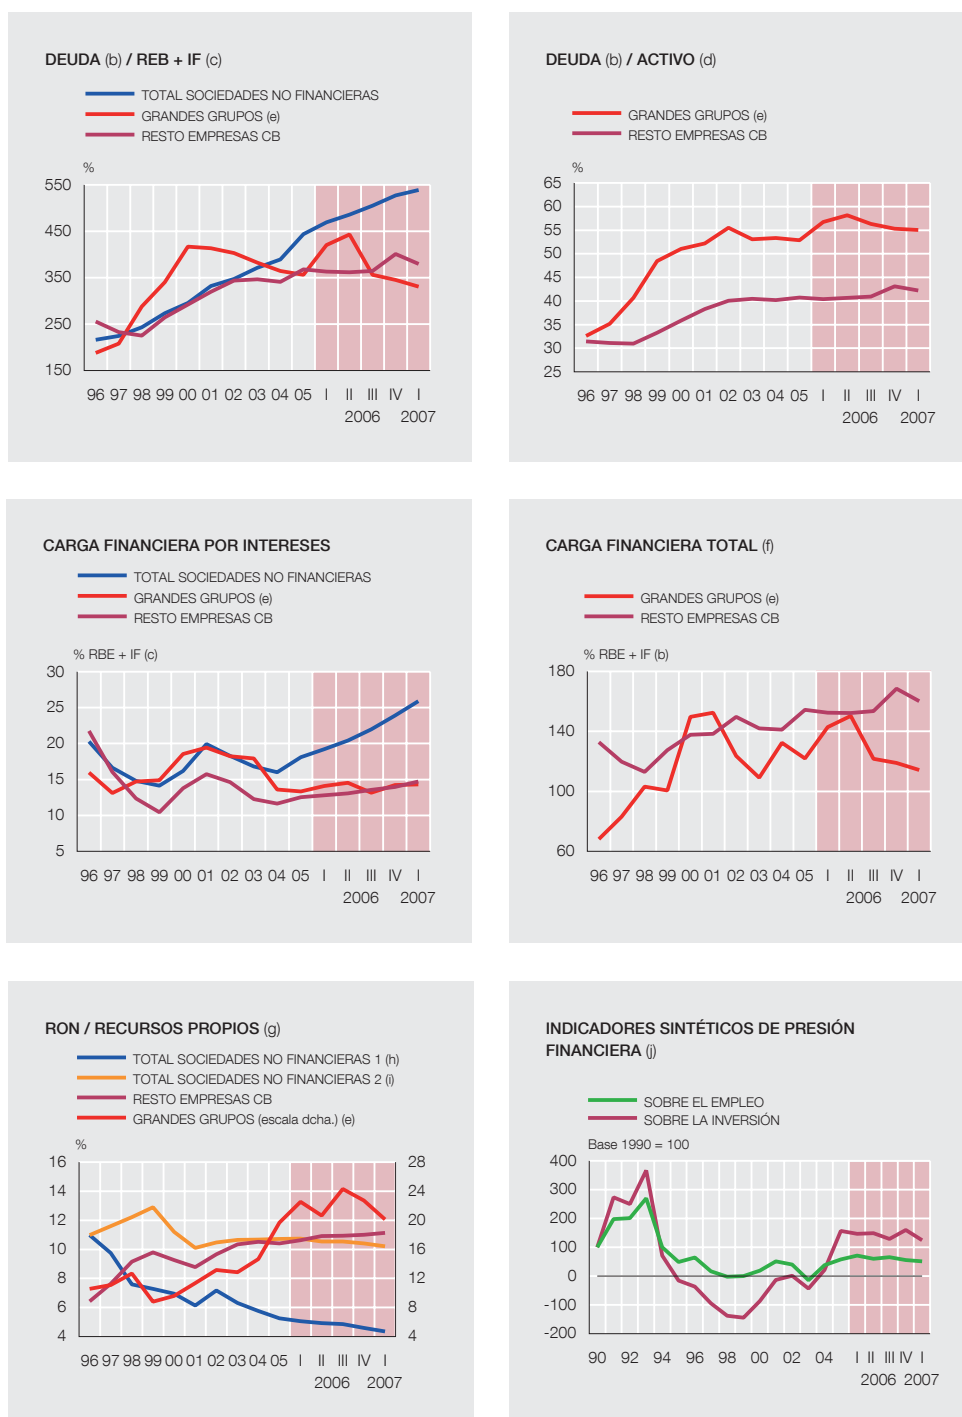 DEUDA (b) / REB + IF (c)
TOTAL SOCIEDADES NO FINANCIERAS
GRANDES GRUPOS (e)
RESTO EMPRESAS CB
%
550
450
350
250
150
96 97 98 99 00 01 02 03 04 05 I II III IV I
2006 2007
DEUDA (b) / ACTIVO (d)
GRANDES GRUPOS (e)
RESTO EMPRESAS CB
%
65
60
55
50
45
40
35
30
25
96 97 98 99 00 01 02 03 04 05 I II III IV I
2006 2007
CARGA FINANCIERA POR INTERESES
TOTAL SOCIEDADES NO FINANCIERAS
GRANDES GRUPOS (e)
RESTO EMPRESAS CB
% RBE + IF (c)
30
25
20
15
10
5
96 97 98 99 00 01 02 03 04 05 I II III IV I
2006 2007
CARGA FINANCIERA TOTAL (f)
GRANDES GRUPOS (e)
RESTO EMPRESAS CB
% RBE + IF (b)
180
140
100
60
96 97 98 99 00 01 02 03 04 05 I II III IV I
2006 2007
RON / RECURSOS PROPIOS (g)
TOTAL SOCIEDADES NO FINANCIERAS 1 (h)
TOTAL SOCIEDADES NO FINANCIERAS 2 (i)
RESTO EMPRESAS CB
GRANDES GRUPOS (escala dcha.) (e)
%
16 28
14 24
12 20
10 16
8 12
6 8
4 4
96 97 98 99 00 01 02 03 04 05 I II III IV I
2006 2007
INDICADORES SINTÉTICOS DE PRESIÓN
FINANCIERA (j)
SOBRE EL EMPLEO
SOBRE LA INVERSIÓN
Base 1990 = 100
400
300
200
100
0
-100
-200
90 92 94 96 98 00 02 04 I II III IV I
2006 2007